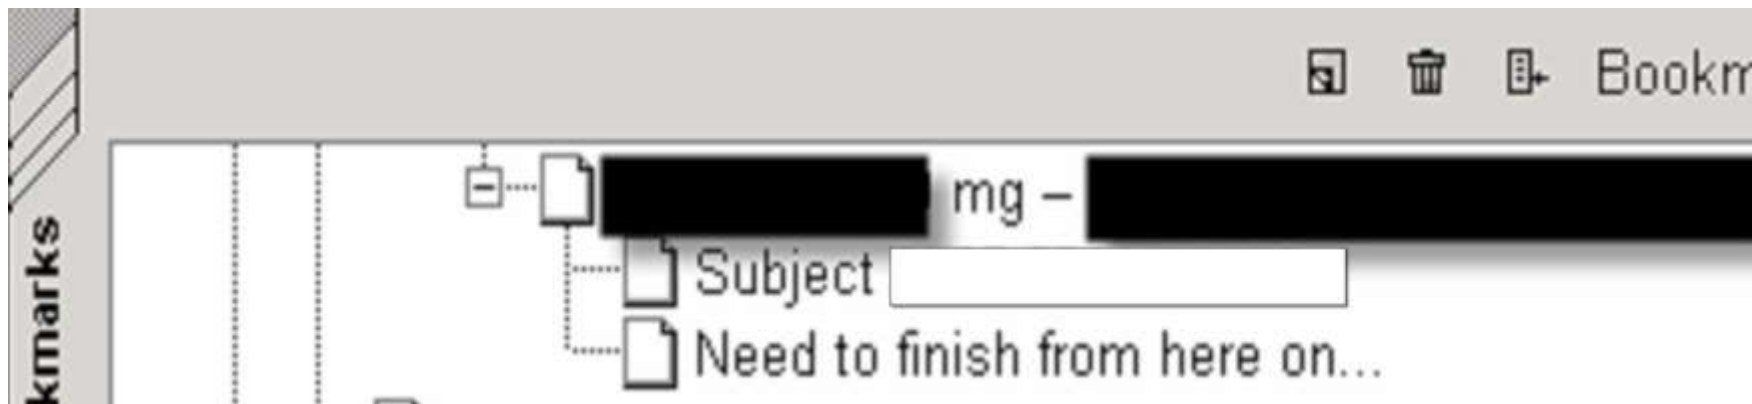 Bookm
mg –
Subject
Need to finish from here on...
kmarks